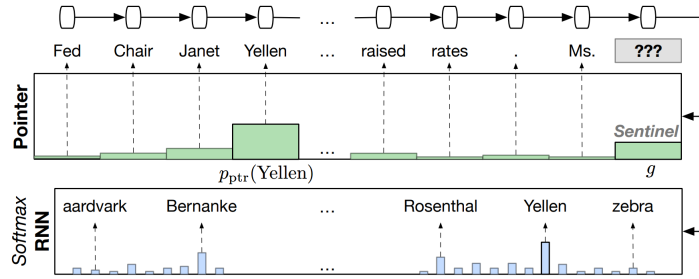 ...
Fed Chair Janet Yellen ... raised rates . Ms. ???
Pointer
Sentinel
...
p_ptr(Yellen) g
Softmax
RNN
aardvark Bernanke ... Rosenthal Yellen zebra
...